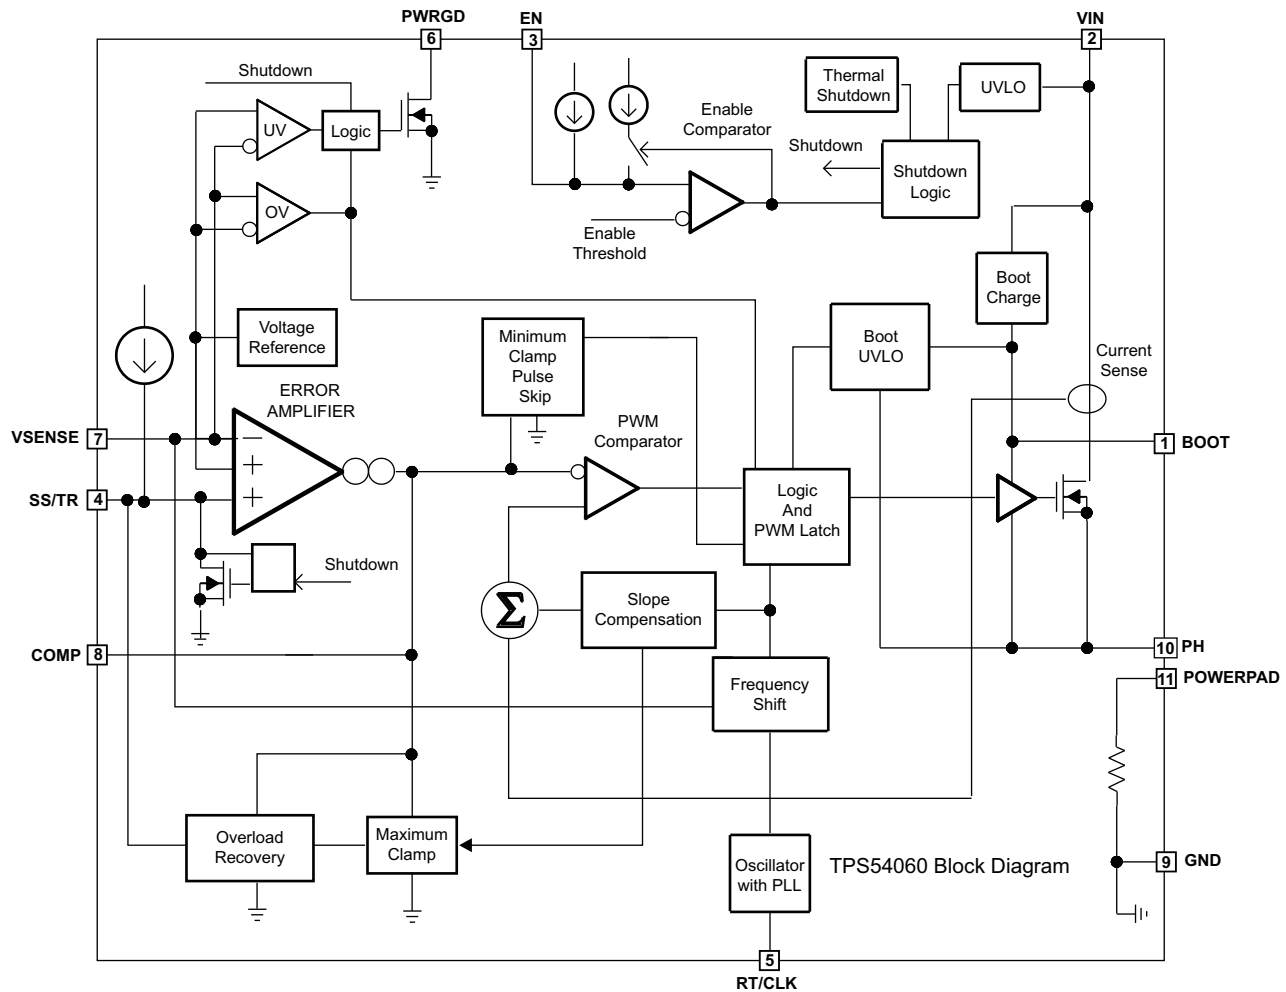 PWRGD
6
EN
3
VIN
2
Shutdown
UV
Logic
OV
Enable
Comparator
Enable
Threshold
Thermal
Shutdown
UVLO
Shutdown
Shutdown
Logic
Boot
Charge
Voltage
Reference
Minimum
Clamp
Pulse
Skip
Boot
UVLO
Current
Sense
ERROR
AMPLIFIER
PWM
Comparator
VSENSE
7
−
+
+
SS/TR
4
1
BOOT
Logic
And
PWM Latch
Shutdown
Σ
Slope
Compensation
COMP
8
10
PH
11
POWERPAD
Frequency
Shift
Overload
Recovery
Maximum
Clamp
Oscillator
with PLL
TPS54060 Block Diagram
9
GND
5
RT/CLK